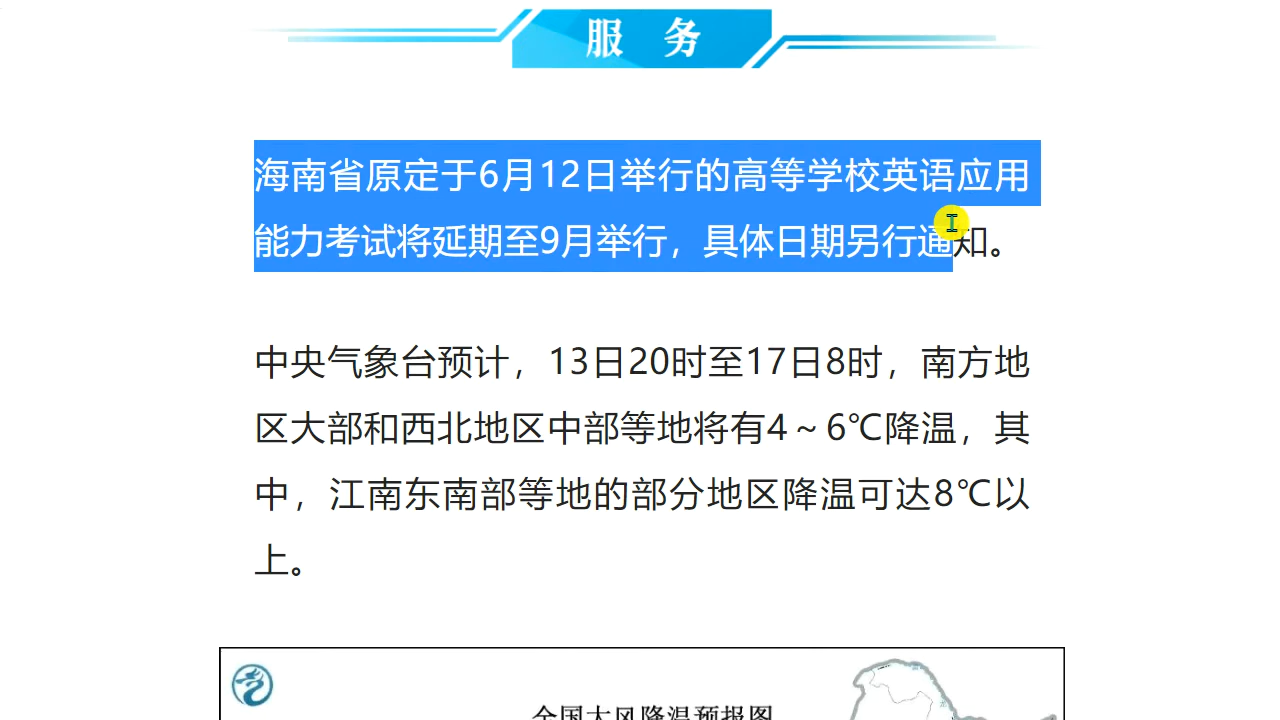 服 务
海南省原定于6月12日举行的高等学校英语应用
能力考试将延期至9月举行，具体日期另行通知。
中央气象台预计，13日20时至17日8时，南方地
区大部和西北地区中部等地将有4～6℃降温，其
中，江南东南部等地的部分地区降温可达8℃以
上。
全国大风降温预报图